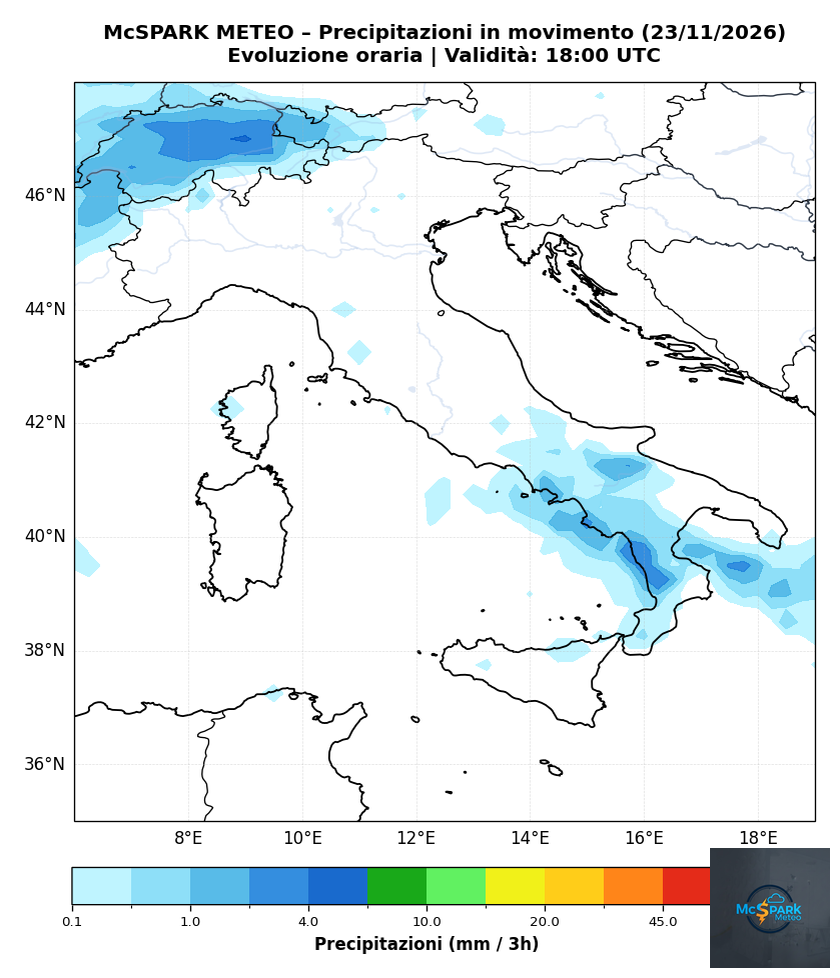 McSPARK METEO – Precipitazioni in movimento (23/11/2026)
Evoluzione oraria | Validità: 18:00 UTC
46°N
44°N
42°N
40°N
38°N
36°N
8°E 10°E 12°E 14°E 16°E 18°E
0.1 1.0 4.0 10.0 20.0 45.0
Precipitazioni (mm / 3h)
McSPARK
Meteo